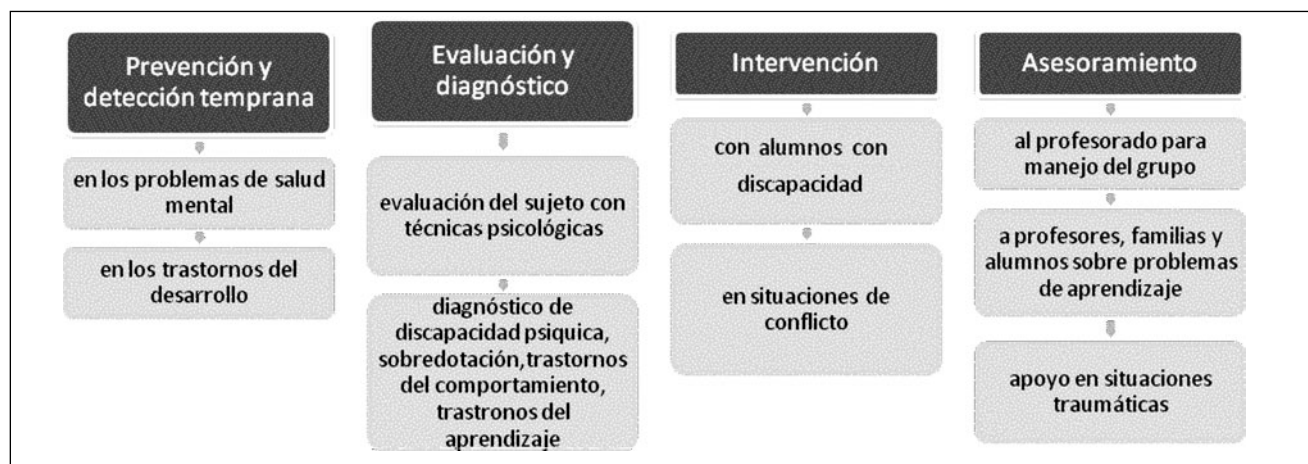 Prevención y
detección temprana
en los problemas de salud
mental
en los trastornos del
desarrollo
Evaluación y
diagnóstico
evaluación del sujeto con
técnicas psicológicas
diagnóstico de
discapacidad psiquica,
sobredotación,trastornos
del comportamiento,
trastronos del
aprendizaje
Intervención
con alumnos con
discapacidad
en situaciones de
conflicto
Asesoramiento
al profesorado para
manejo del grupo
a profesores, familias y
alumnos sobre problemas
de aprendizaje
apoyo en situaciones
traumáticas